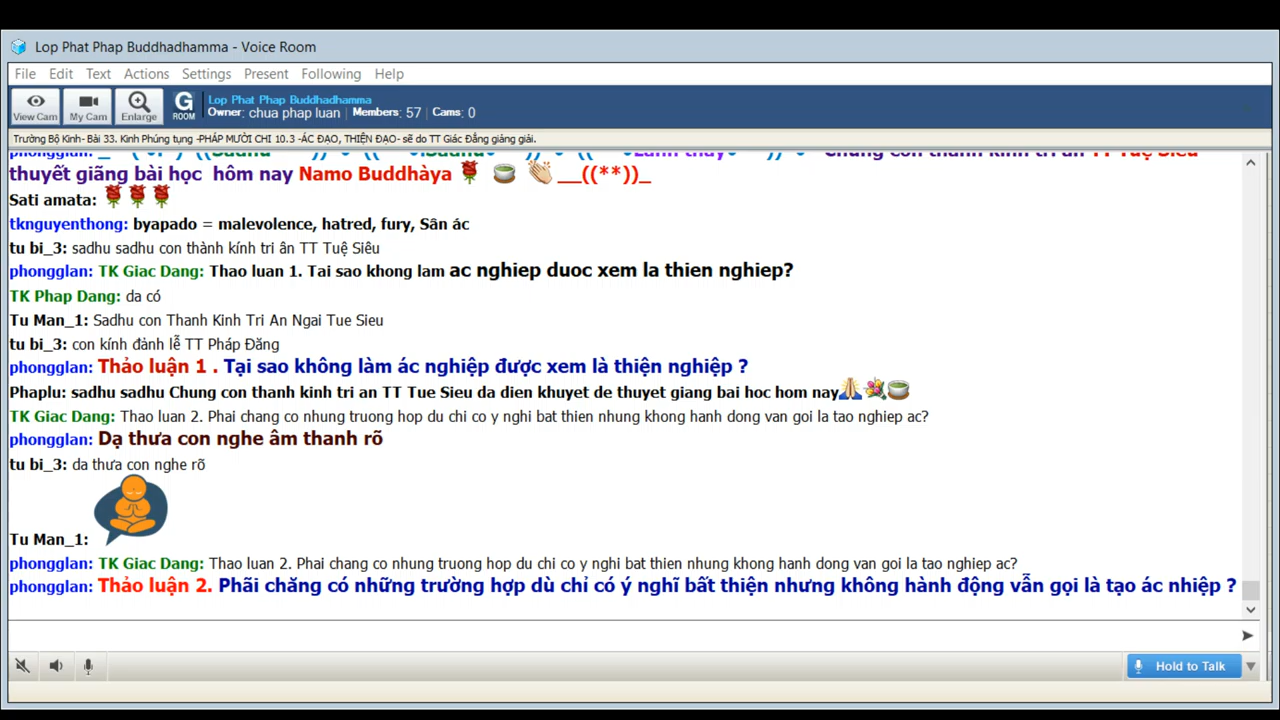 Lop Phat Phap Buddhadhamma - Voice Room
File Edit Text Actions Settings Present Following Help
View Cam My Cam Enlarge G ROOM Lop Phat Phap Buddhadhamma
Owner: chua phap luan | Members: 57 | Cams: 0
Trường Bộ Kinh- Bài 33. Kinh Phúng tụng -PHÁP MƯỜI CHI 10.3 -ÁC ĐẠO, THIỆN ĐẠO- sẽ do TT Giác Đẳng giảng giải.
phongglan: Chung con thanh kinh tri an TT Tuệ Siêu
thuyết giãng bài học hôm nay Namo Buddhàya __((**))_
Sati amata:
tknguyenthong: byapado = malevolence, hatred, fury, Sân ác
tu bi_3: sadhu sadhu con thành kính tri ân TT Tuệ Siêu
phongglan: TK Giac Dang: Thao luan 1. Tai sao khong lam ac nghiep duoc xem la thien nghiep?
TK Phap Dang: da có
Tu Man_1: Sadhu con Thanh Kinh Tri An Ngai Tue Sieu
tu bi_3: con kính đảnh lễ TT Pháp Đăng
phongglan: Thảo luận 1 . Tại sao không làm ác nghiệp được xem là thiện nghiệp ?
Phaplu: sadhu sadhu Chung con thanh kinh tri an TT Tue Sieu da dien khuyet de thuyet giang bai hoc hom nay
TK Giac Dang: Thao luan 2. Phai chang co nhung truong hop du chi co y nghi bat thien nhung khong hanh dong van goi la tao nghiep ac?
phongglan: Dạ thưa con nghe âm thanh rõ
tu bi_3: da thưa con nghe rõ
Tu Man_1:
phongglan: TK Giac Dang: Thao luan 2. Phai chang co nhung truong hop du chi co y nghi bat thien nhung khong hanh dong van goi la tao nghiep ac?
phongglan: Thảo luận 2. Phãi chăng có những trường hợp dù chỉ có ý nghĩ bất thiện nhưng không hành động vẫn gọi là tạo ác nhiệp ?
Hold to Talk